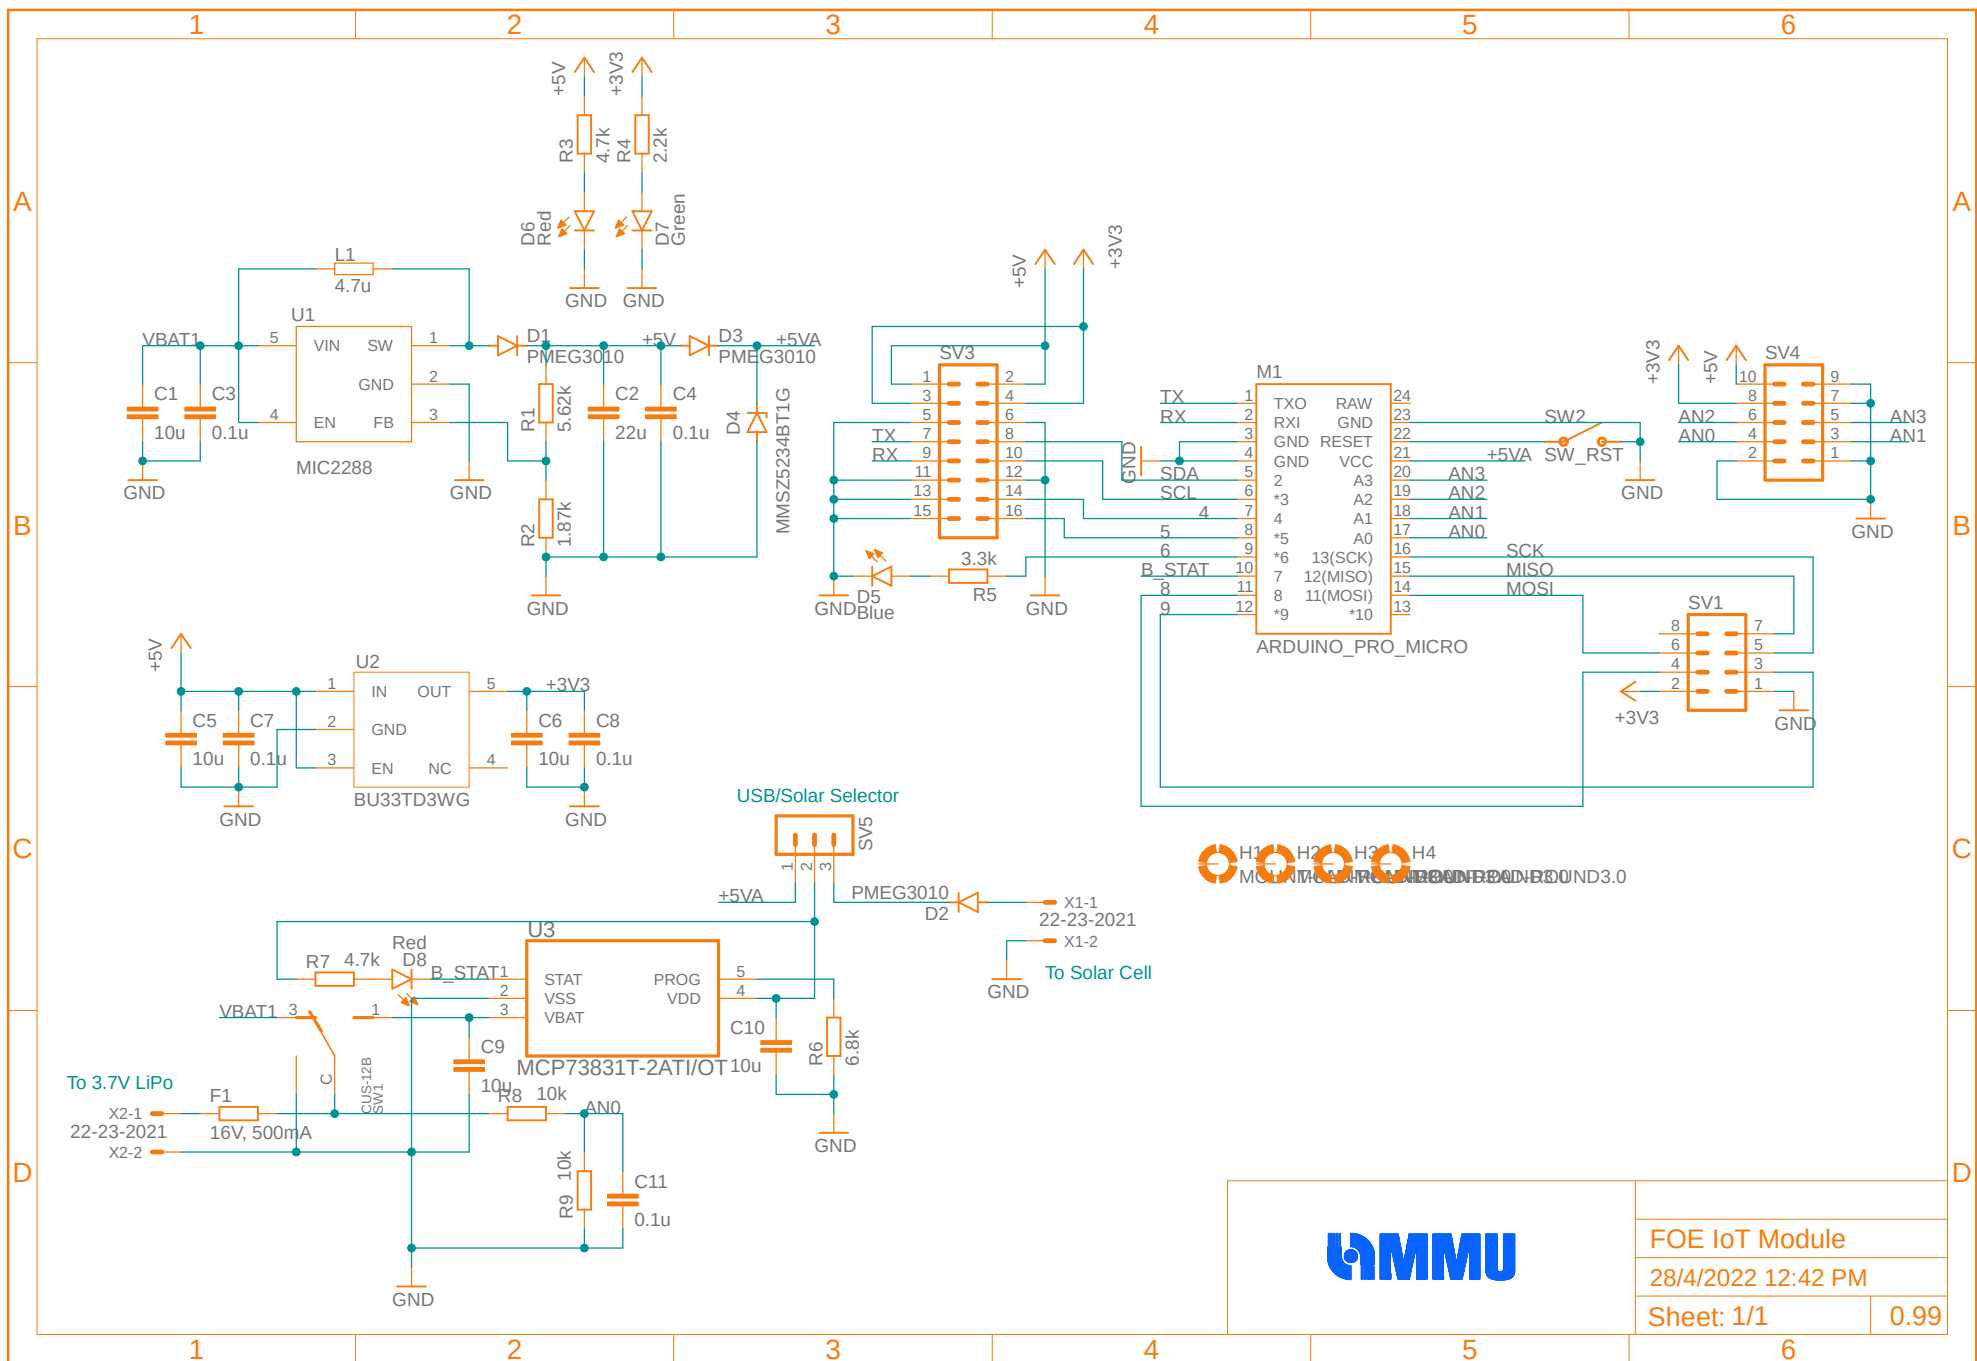 1 2 3 4 5 6
A A
B B
C C
D D
+5V
+3V3
R3
4.7k
R4
2.2k
D6
Red
D7
Green
GND
GND
L1
4.7u
U1
VBAT1
5
VIN
SW
1
GND
2
4
EN
FB
3
MIC2288
C1
10u
C3
0.1u
GND
GND
D1
PMEG3010
+5V
D3
PMEG3010
+5VA
R1
5.62k
C2
22u
C4
0.1u
D4
MMSZ5234BT1G
R2
1.87k
GND
+5V
+3V3
SV3
1 2
3 4
5 6
7 8
9 10
11 12
13 14
15 16
TX
RX
GND
D5
Blue
3.3k
R5
GND
M1
TX 1 TXO RAW 24
RX 2 RXI GND 23
3 GND RESET 22
GND 4 GND VCC 21 +5VA
SDA 5 2 A3 20 AN3
SCL 6 *3 A2 19 AN2
4 7 4 A1 18 AN1
5 8 *5 A0 17 AN0
6 9 *6 13(SCK) 16 SCK
B_STAT 10 7 12(MISO) 15 MISO
8 11 8 11(MOSI) 14 MOSI
9 12 *9 *10 13
ARDUINO_PRO_MICRO
SW2
SW_RST
GND
+3V3
+5V
SV4
10 9
8 7
AN2 6 5 AN3
AN0 4 3 AN1
2 1
GND
SV1
8 7
6 5
4 3
2 1
+3V3
GND
+5V
U2
1 IN OUT 5 +3V3
2 GND
3 EN NC 4
BU33TD3WG
C5
10u
C7
0.1u
C6
10u
C8
0.1u
GND
GND
USB/Solar Selector
SV5
1 2 3
+5VA
PMEG3010
D2
X1-1
22-23-2021
X1-2
To Solar Cell
GND
H1 H2 H3 H4
U3
R7
4.7k
Red
D8
B_STAT 1 STAT PROG 5
2 VSS VDD 4
3 VBAT
MCP73831T-2ATI/OT
VBAT1
3
1
C
CUS-12B
SW1
C9
10u
C10
10u
R6
6.8k
GND
To 3.7V LiPo
X2-1
22-23-2021
X2-2
F1
16V, 500mA
R8
10k
AN0
R9
10k
C11
0.1u
GND
MMU
FOE IoT Module
28/4/2022 12:42 PM
Sheet: 1/1
0.99
1 2 3 4 5 6